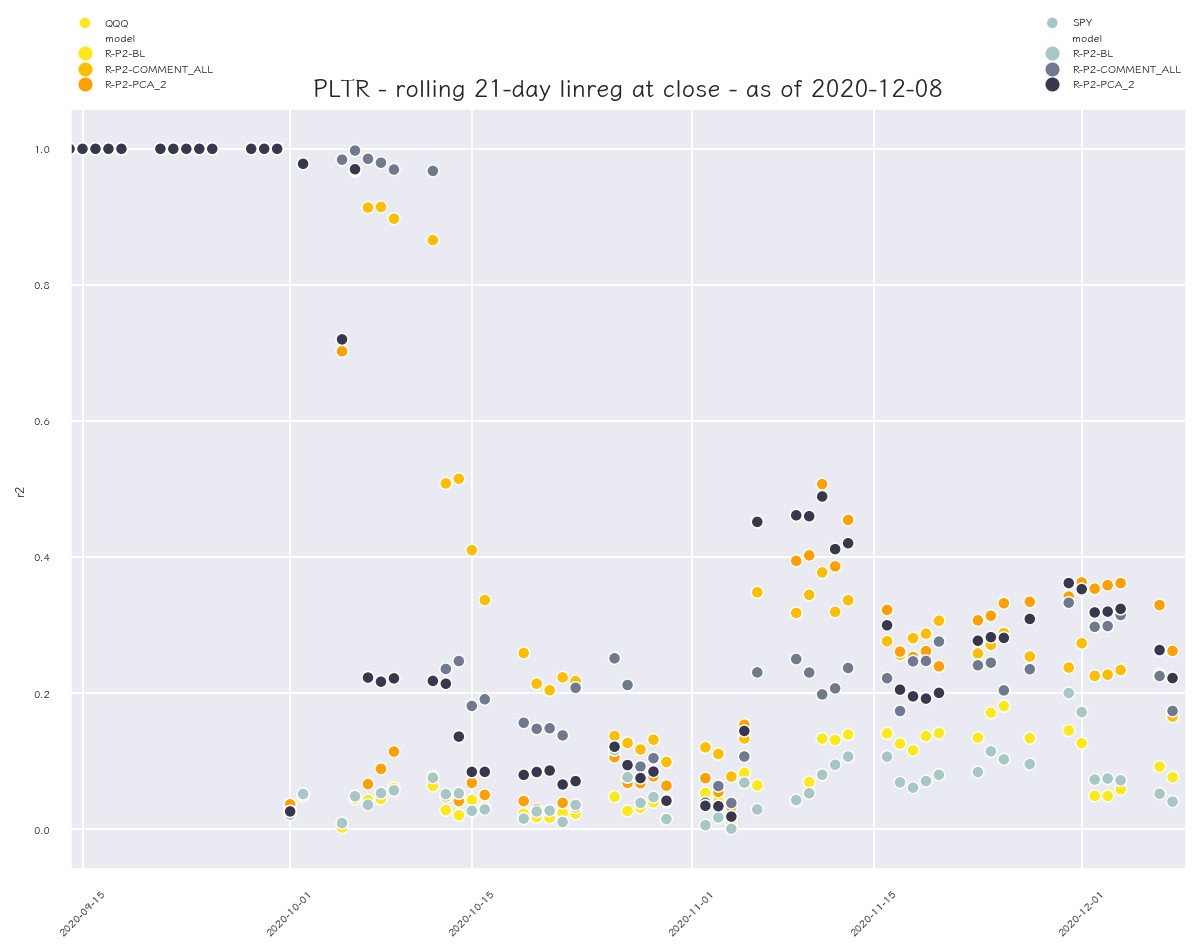 QQQ
model
R-P2-BL
R-P2-COMMENT_ALL
R-P2-PCA_2
SPY
model
R-P2-BL
R-P2-COMMENT_ALL
R-P2-PCA_2
PLTR - rolling 21-day linreg at close - as of 2020-12-08
1.0
0.8
0.6
0.4
0.2
0.0
r2
2020-09-15
2020-10-01
2020-10-15
2020-11-01
2020-11-15
2020-12-01